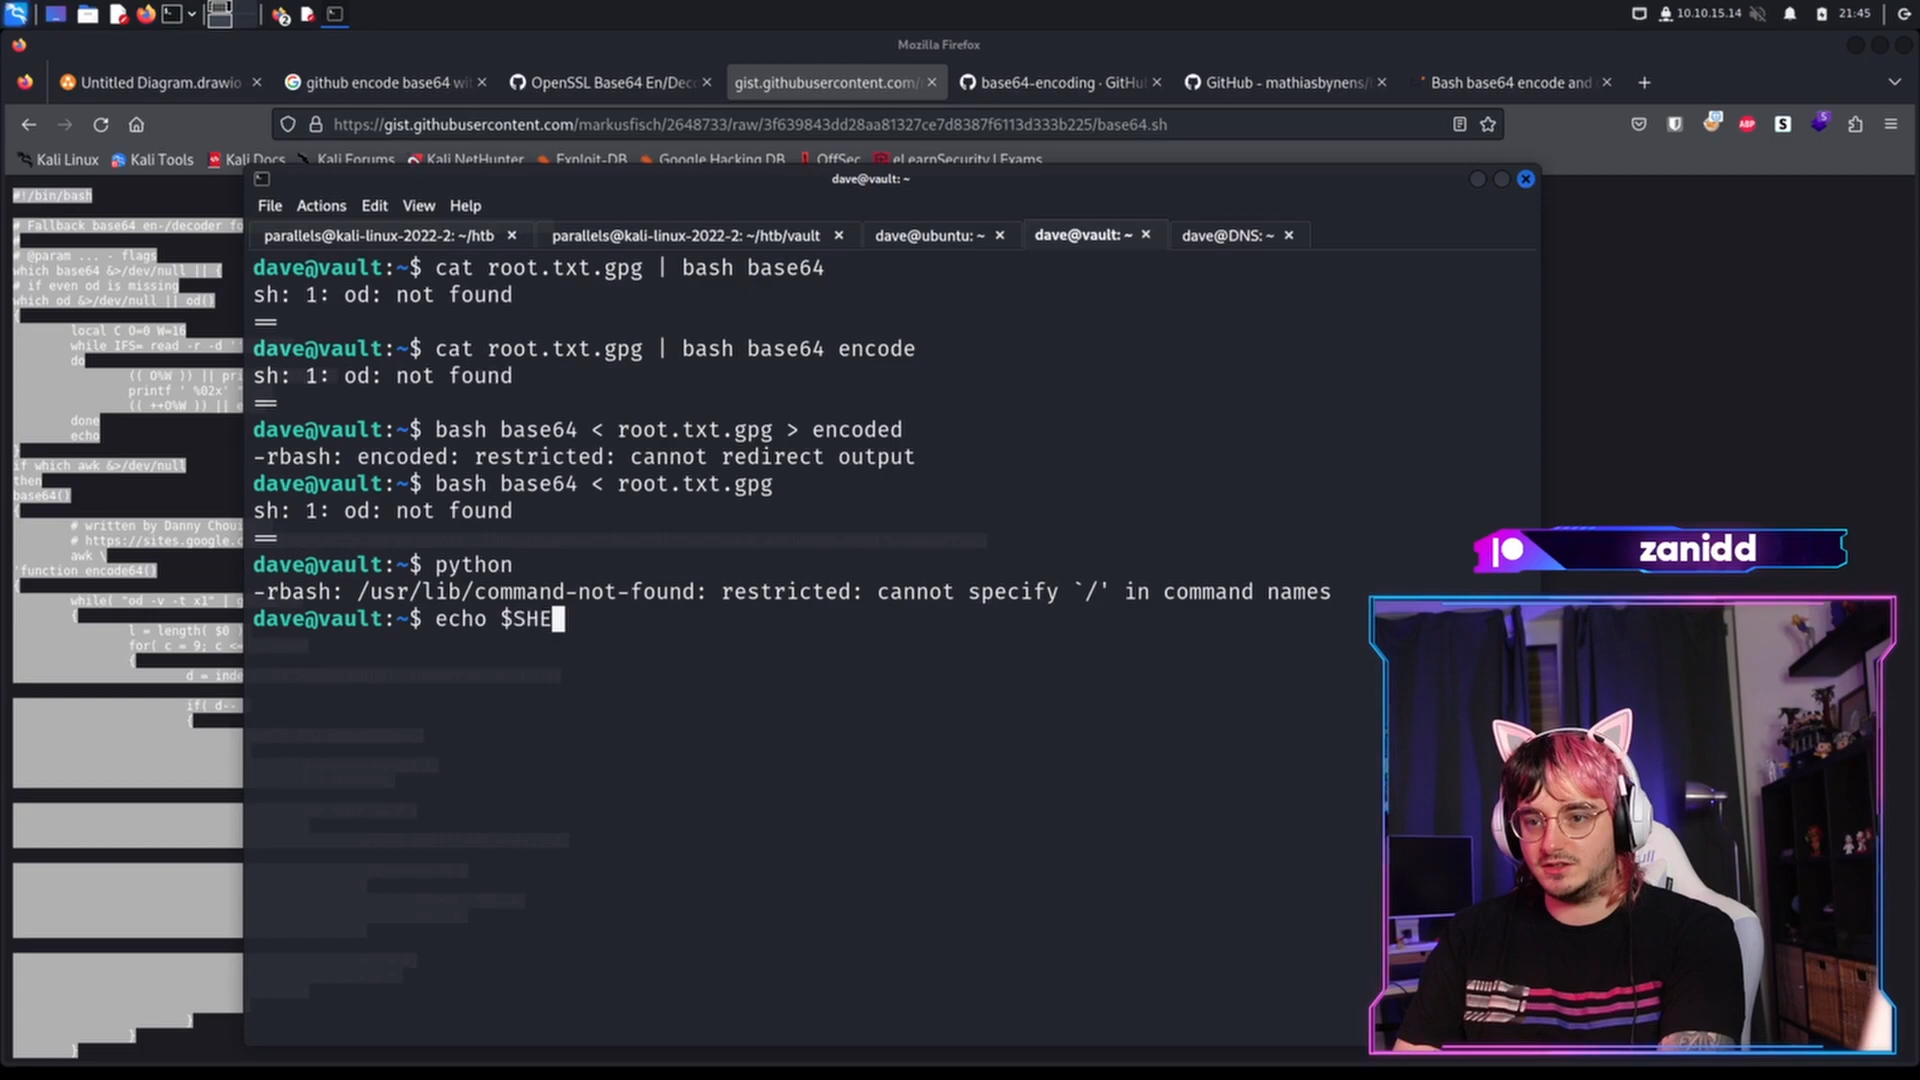 2
10.10.15.14
21:45
Mozilla Firefox
Untitled Diagram.drawio
github encode base64 wit
OpenSSL Base64 En/Deco
gist.githubusercontent.com/
base64-encoding · GitHu
GitHub - mathiasbynens/
Bash base64 encode and
https://gist.githubusercontent.com/markusfisch/2648733/raw/3f639843dd28aa81327ce7d8387f6113d333b225/base64.sh
ABP
S
5
Kali Linux
Kali Tools
Kali Docs
Kali Forums
Kali NetHunter
Exploit-DB
Google Hacking DB
OffSec
eLearnSecurity | Exams
dave@vault: ~
File Actions Edit View Help
parallels@kali-linux-2022-2: ~/htb
parallels@kali-linux-2022-2: ~/htb/vault
dave@ubuntu: ~
dave@vault: ~
dave@DNS: ~
dave@vault:~$ cat root.txt.gpg | bash base64
sh: 1: od: not found
==
dave@vault:~$ cat root.txt.gpg | bash base64 encode
sh: 1: od: not found
==
dave@vault:~$ bash base64 < root.txt.gpg > encoded
-rbash: encoded: restricted: cannot redirect output
dave@vault:~$ bash base64 < root.txt.gpg
sh: 1: od: not found
==
dave@vault:~$ python
-rbash: /usr/lib/command-not-found: restricted: cannot specify `/' in command names
dave@vault:~$ echo $SHE
#!/bin/bash
# Fallback base64 en-/decoder fo
#
# @param ... - flags
which base64 &>/dev/null || {
# if even od is missing
which od &>/dev/null || od()
{
local C O=0 W=16
while IFS= read -r -d '
do
(( O%W )) || pri
printf ' %02x' "
(( ++O%W )) || e
done
echo
}
if which awk &>/dev/null
then
base64()
{
# written by Danny Choui
# https://sites.google.c
awk \
'function encode64()
{
while( "od -v -t x1" | g
{
l = length( $0 )
for( c = 9; c <=
{
d = inde
if( d--
{
}
}
}
zanidd